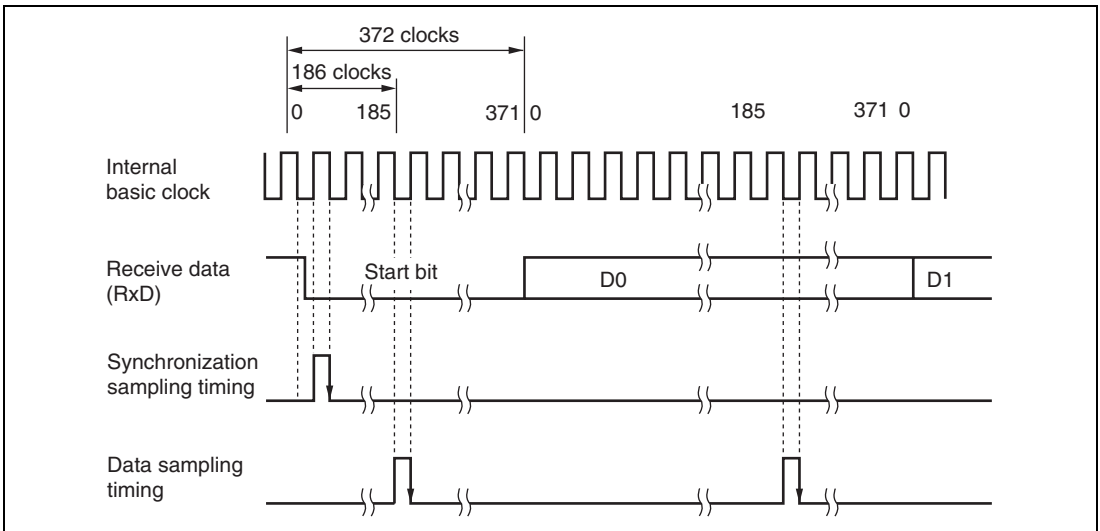 372 clocks
186 clocks
0 185 371 0 185 371 0
Internal
basic clock
Receive data
(RxD)
Start bit D0 D1
Synchronization
sampling timing
Data sampling
timing